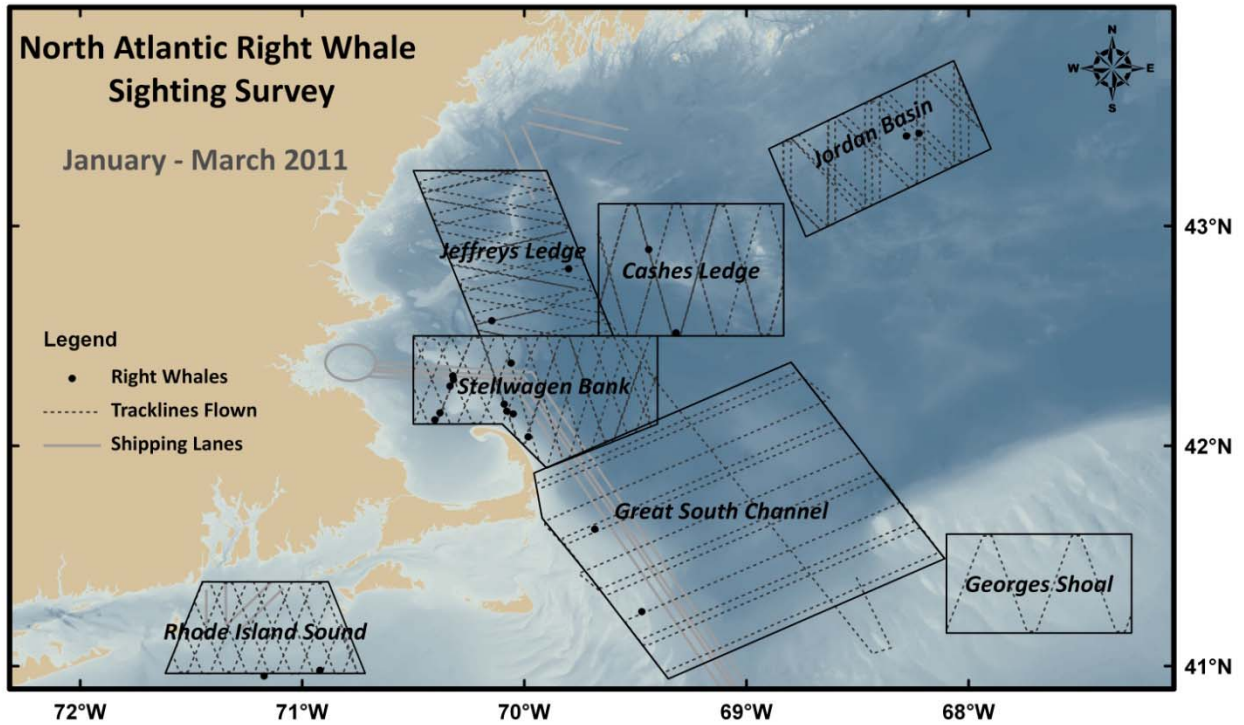 North Atlantic Right Whale
Sighting Survey
January - March 2011
N
W E
S
Jordan Basin
43°N
Jeffreys Ledge
Cashes Ledge
Legend
Right Whales
Tracklines Flown
Shipping Lanes
Stellwagen Bank
42°N
Great South Channel
Georges Shoal
Rhode Island Sound
41°N
72°W 71°W 70°W 69°W 68°W